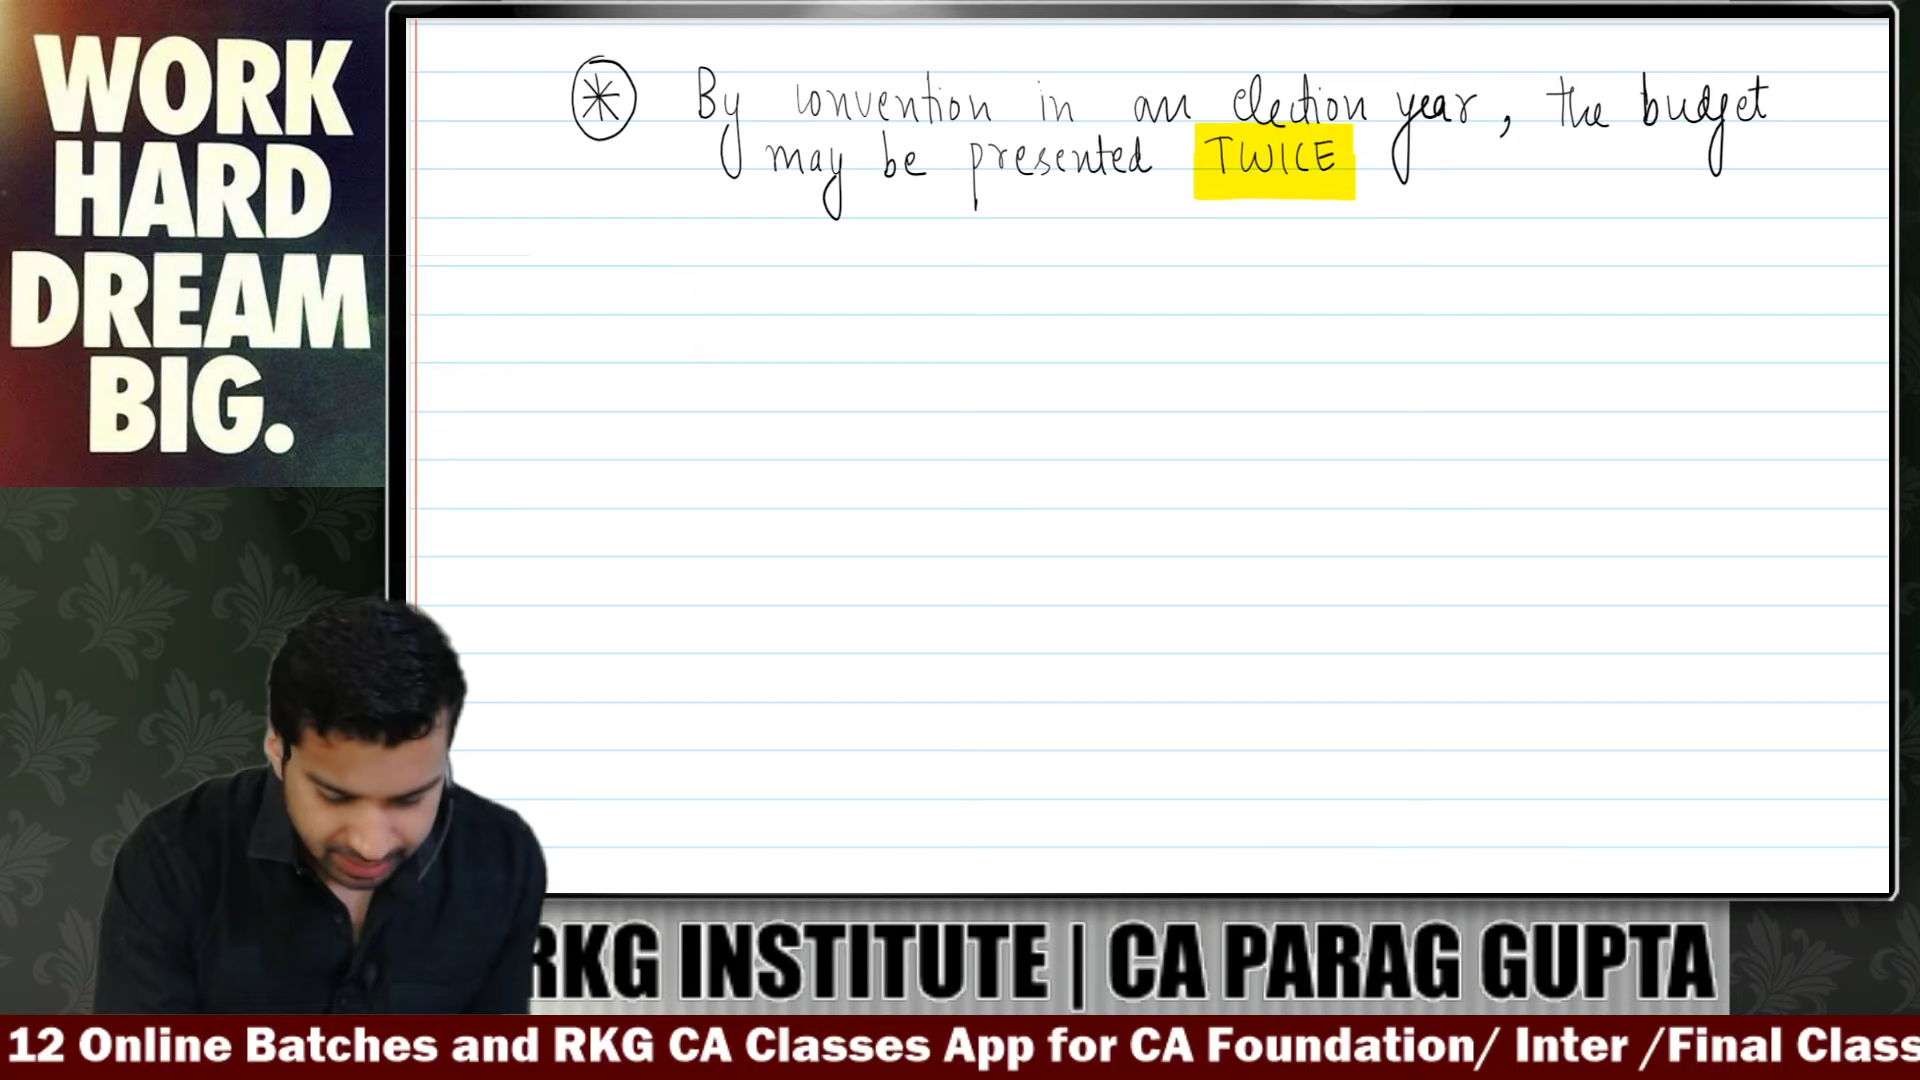 WORK
HARD
DREAM
BIG.
By convention in an election year, the budget
may be presented TWICE
RKG INSTITUTE | CA PARAG GUPTA
12 Online Batches and RKG CA Classes App for CA Foundation/ Inter /Final Class